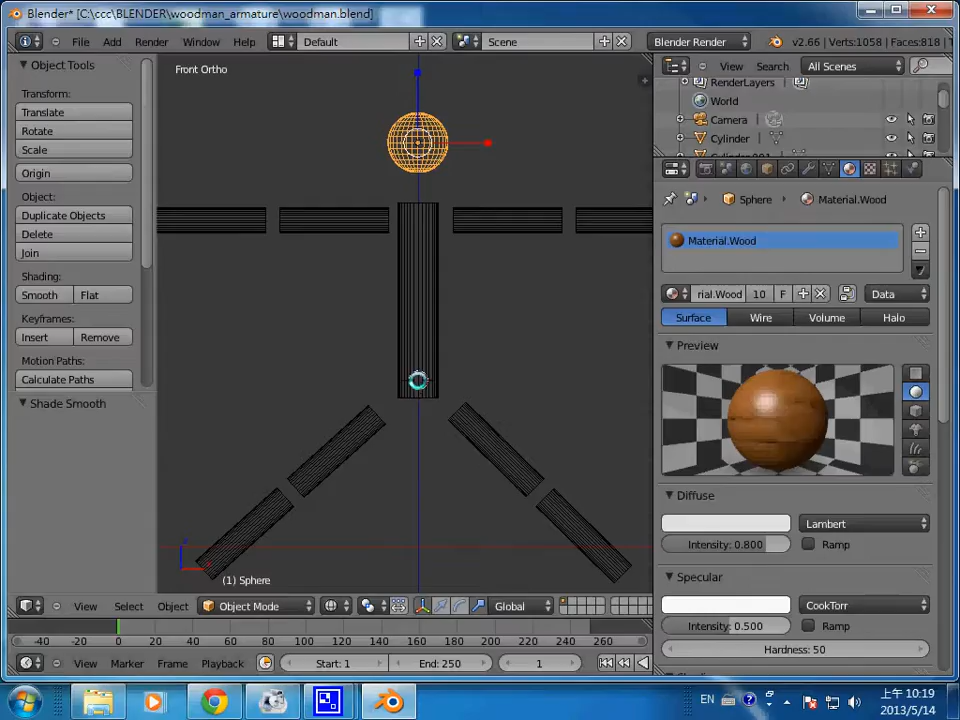 Blender* [C:\ccc\BLENDER\woodman_armature\woodman.blend]
File Add Render Window Help Default Scene Blender Render v2.66 | Verts:1058 | Faces:818 | T
Object Tools
Transform:
Translate
Rotate
Scale
Origin
Object:
Duplicate Objects
Delete
Join
Shading:
Smooth Flat
Keyframes:
Insert Remove
Motion Paths:
Calculate Paths
Shade Smooth
Front Ortho
(1) Sphere
View Select Object Object Mode Global
-40 -20 0 20 40 60 80 100 120 140 160 180 200 220 240 260
View Marker Frame Playback Start: 1 End: 250 1
View Search All Scenes
RenderLayers
World
Camera
Cylinder
Cylinder.001
Sphere Material.Wood
Material.Wood
rial.Wood 10 F Data
Surface Wire Volume Halo
Preview
Diffuse
Lambert
Intensity: 0.800 Ramp
Specular
CookTorr
Intensity: 0.500 Ramp
Hardness: 50
EN
上午 10:19
2013/5/14